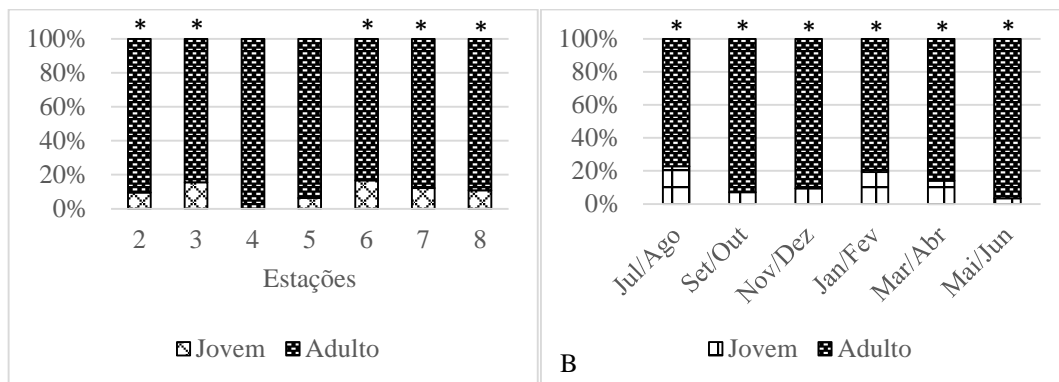 * * * * *
100%
80%
60%
40%
20%
0%
2 3 4 5 6 7 8
Estações
Jovem Adulto
* * * * * *
100%
80%
60%
40%
20%
0%
Jul/Ago
Set/Out
Nov/Dez
Jan/Fev
Mar/Abr
Mai/Jun
Jovem Adulto
B